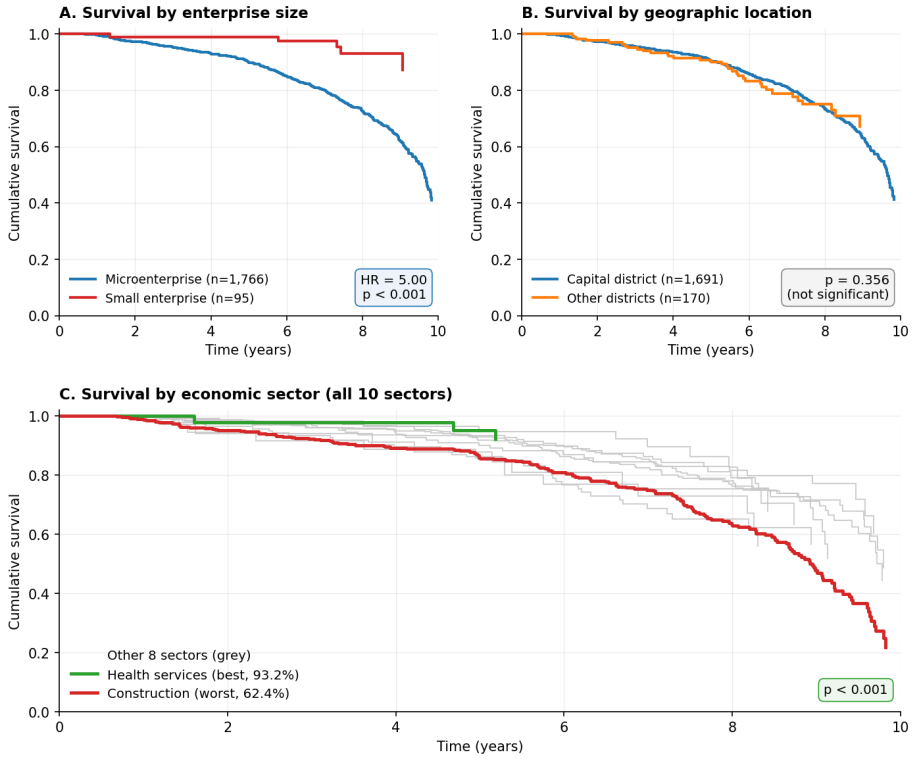 A. Survival by enterprise size
Cumulative survival
1.0
0.8
0.6
0.4
0.2
0.0
Microenterprise (n=1,766)
Small enterprise (n=95)
HR = 5.00
p < 0.001
0 2 4 6 8 10
Time (years)
B. Survival by geographic location
Cumulative survival
1.0
0.8
0.6
0.4
0.2
0.0
Capital district (n=1,691)
Other districts (n=170)
p = 0.356
(not significant)
0 2 4 6 8 10
Time (years)
C. Survival by economic sector (all 10 sectors)
Cumulative survival
1.0
0.8
0.6
0.4
0.2
0.0
Other 8 sectors (grey)
Health services (best, 93.2%)
Construction (worst, 62.4%)
p < 0.001
0 2 4 6 8 10
Time (years)